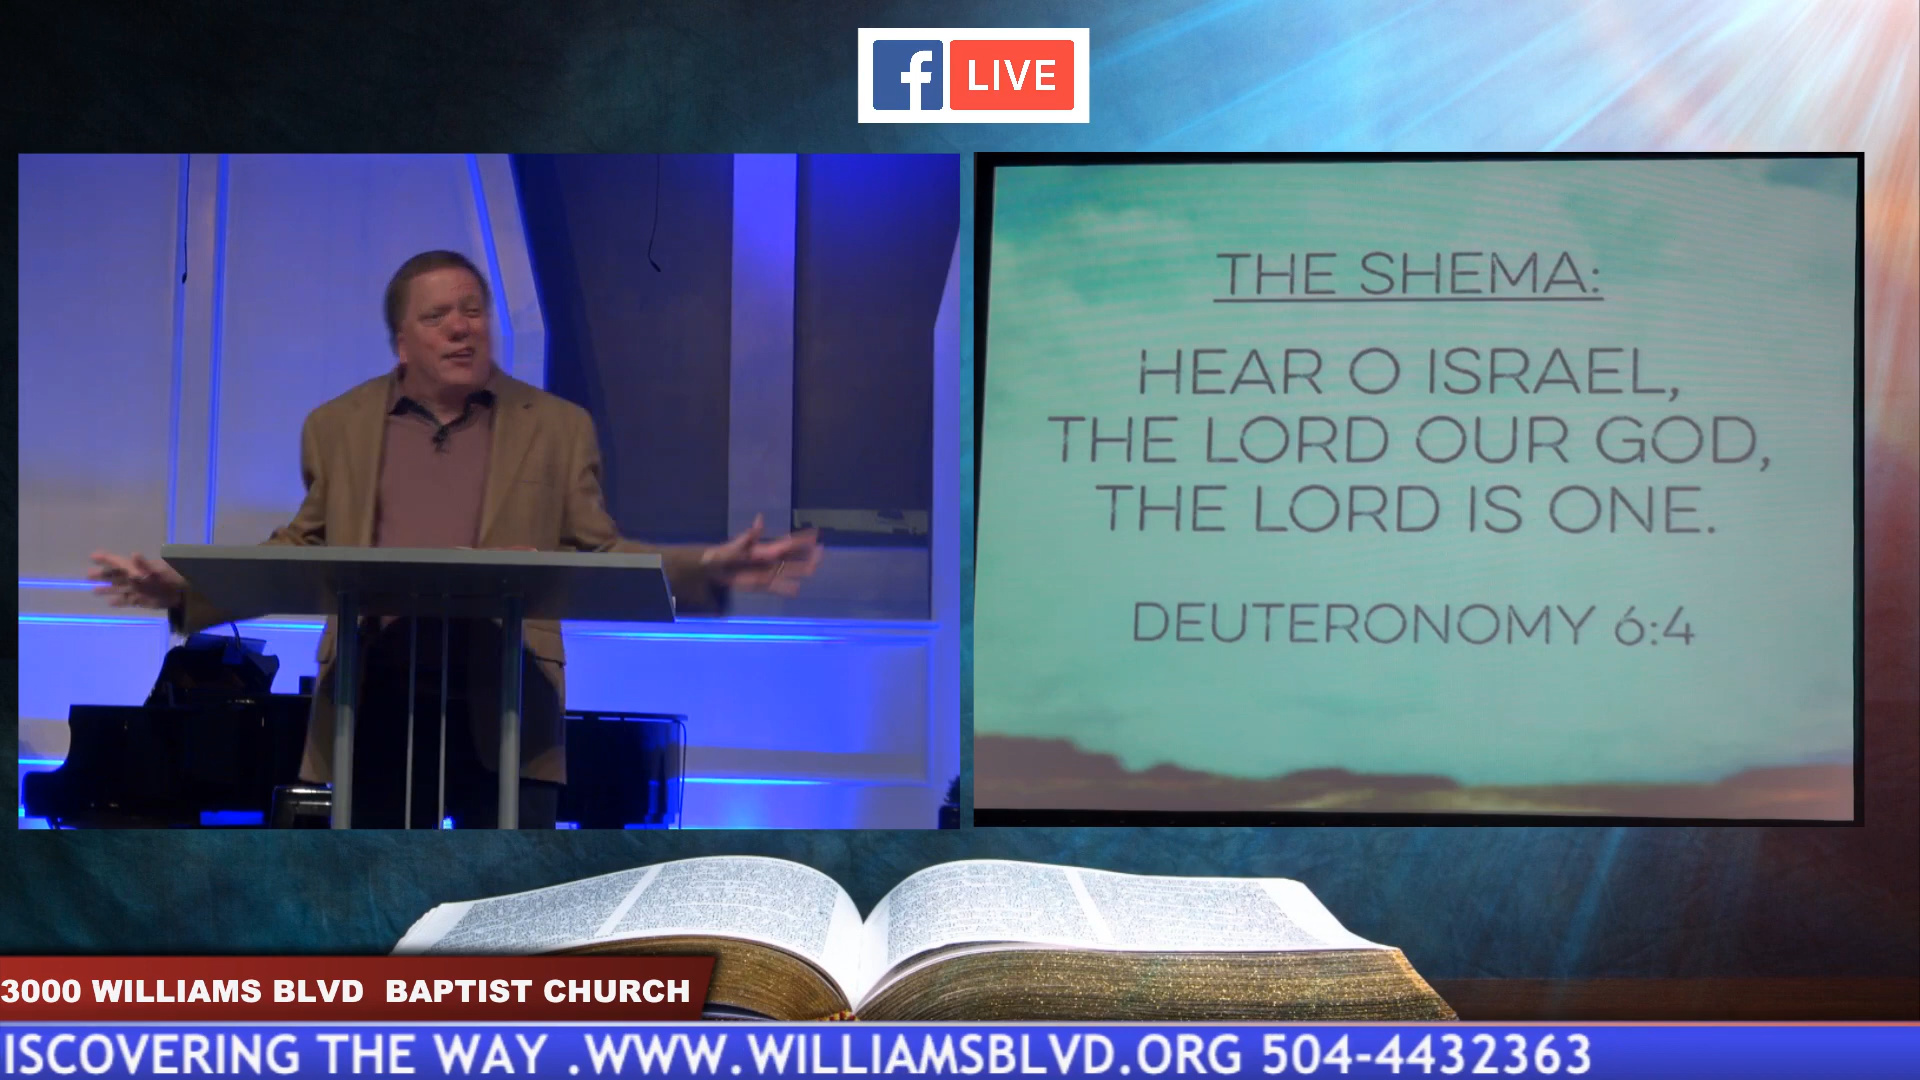 f LIVE
THE SHEMA:
HEAR O ISRAEL,
THE LORD OUR GOD,
THE LORD IS ONE.
DEUTERONOMY 6:4
3000 WILLIAMS BLVD BAPTIST CHURCH
ISCOVERING THE WAY .WWW.WILLIAMSBLVD.ORG 504-4432363